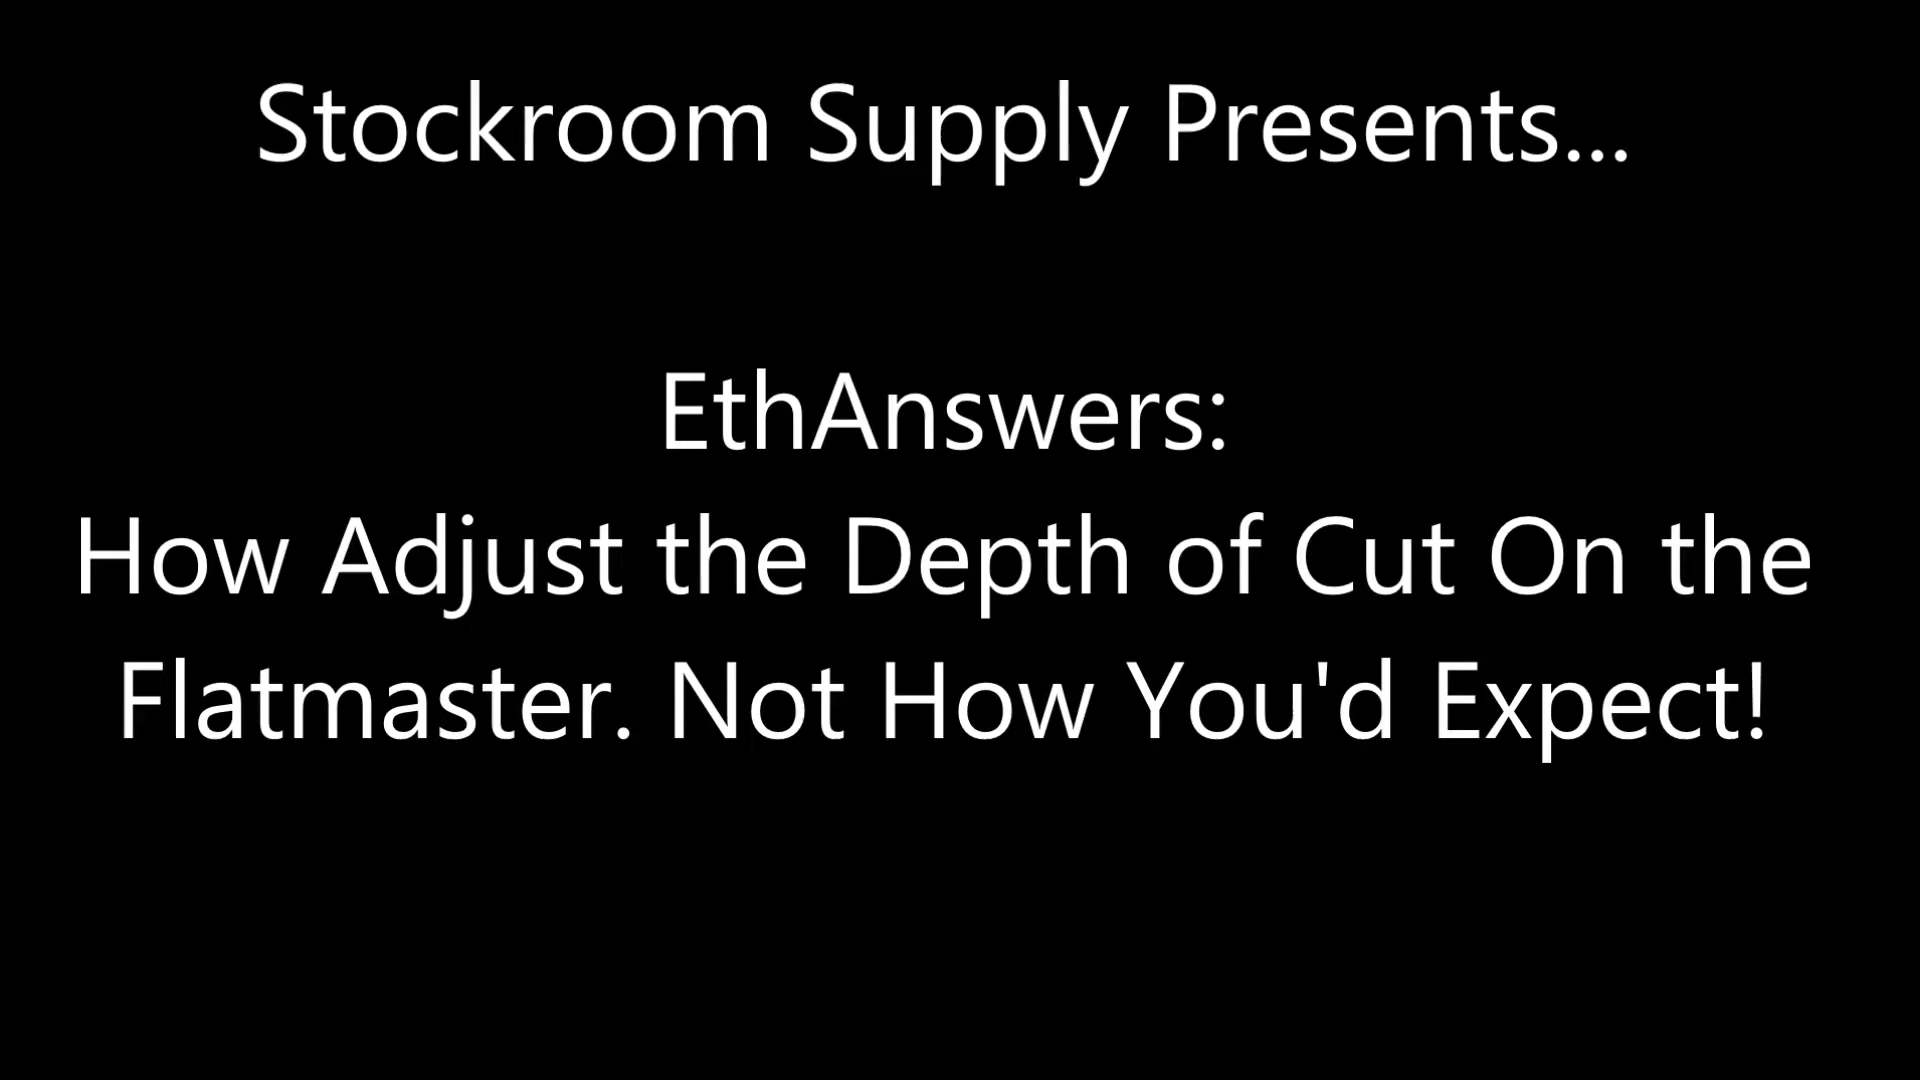 Stockroom Supply Presents...
EthAnswers:
How Adjust the Depth of Cut On the
Flatmaster. Not How You'd Expect!